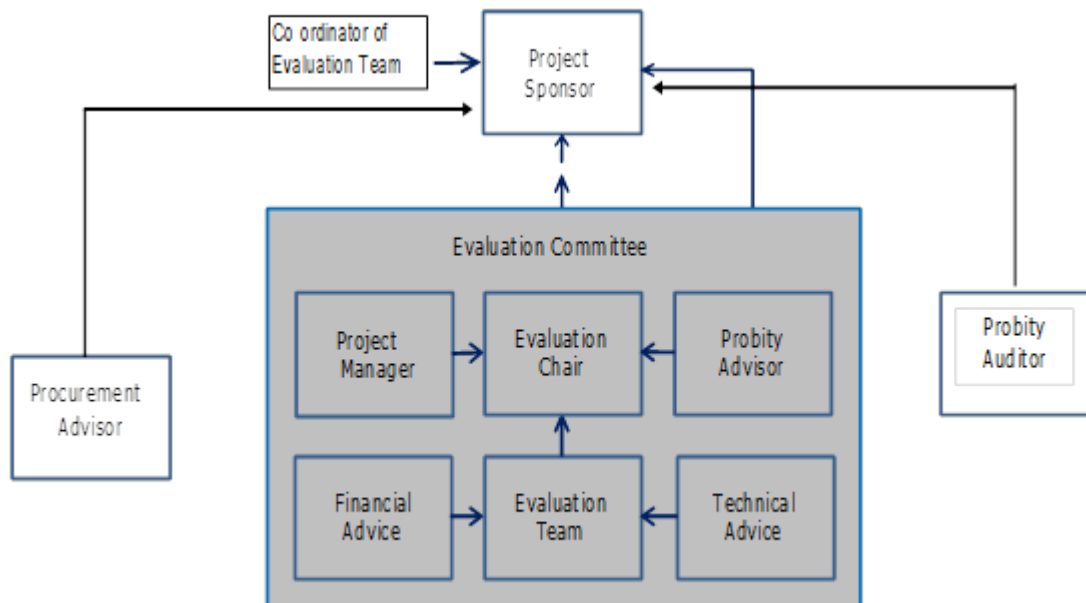 Co ordinator of
Evaluation Team
Project
Sponsor
Evaluation Committee
Project
Manager
Evaluation
Chair
Probity
Advisor
Probity
Auditor
Procurement
Advisor
Financial
Advice
Evaluation
Team
Technical
Advice